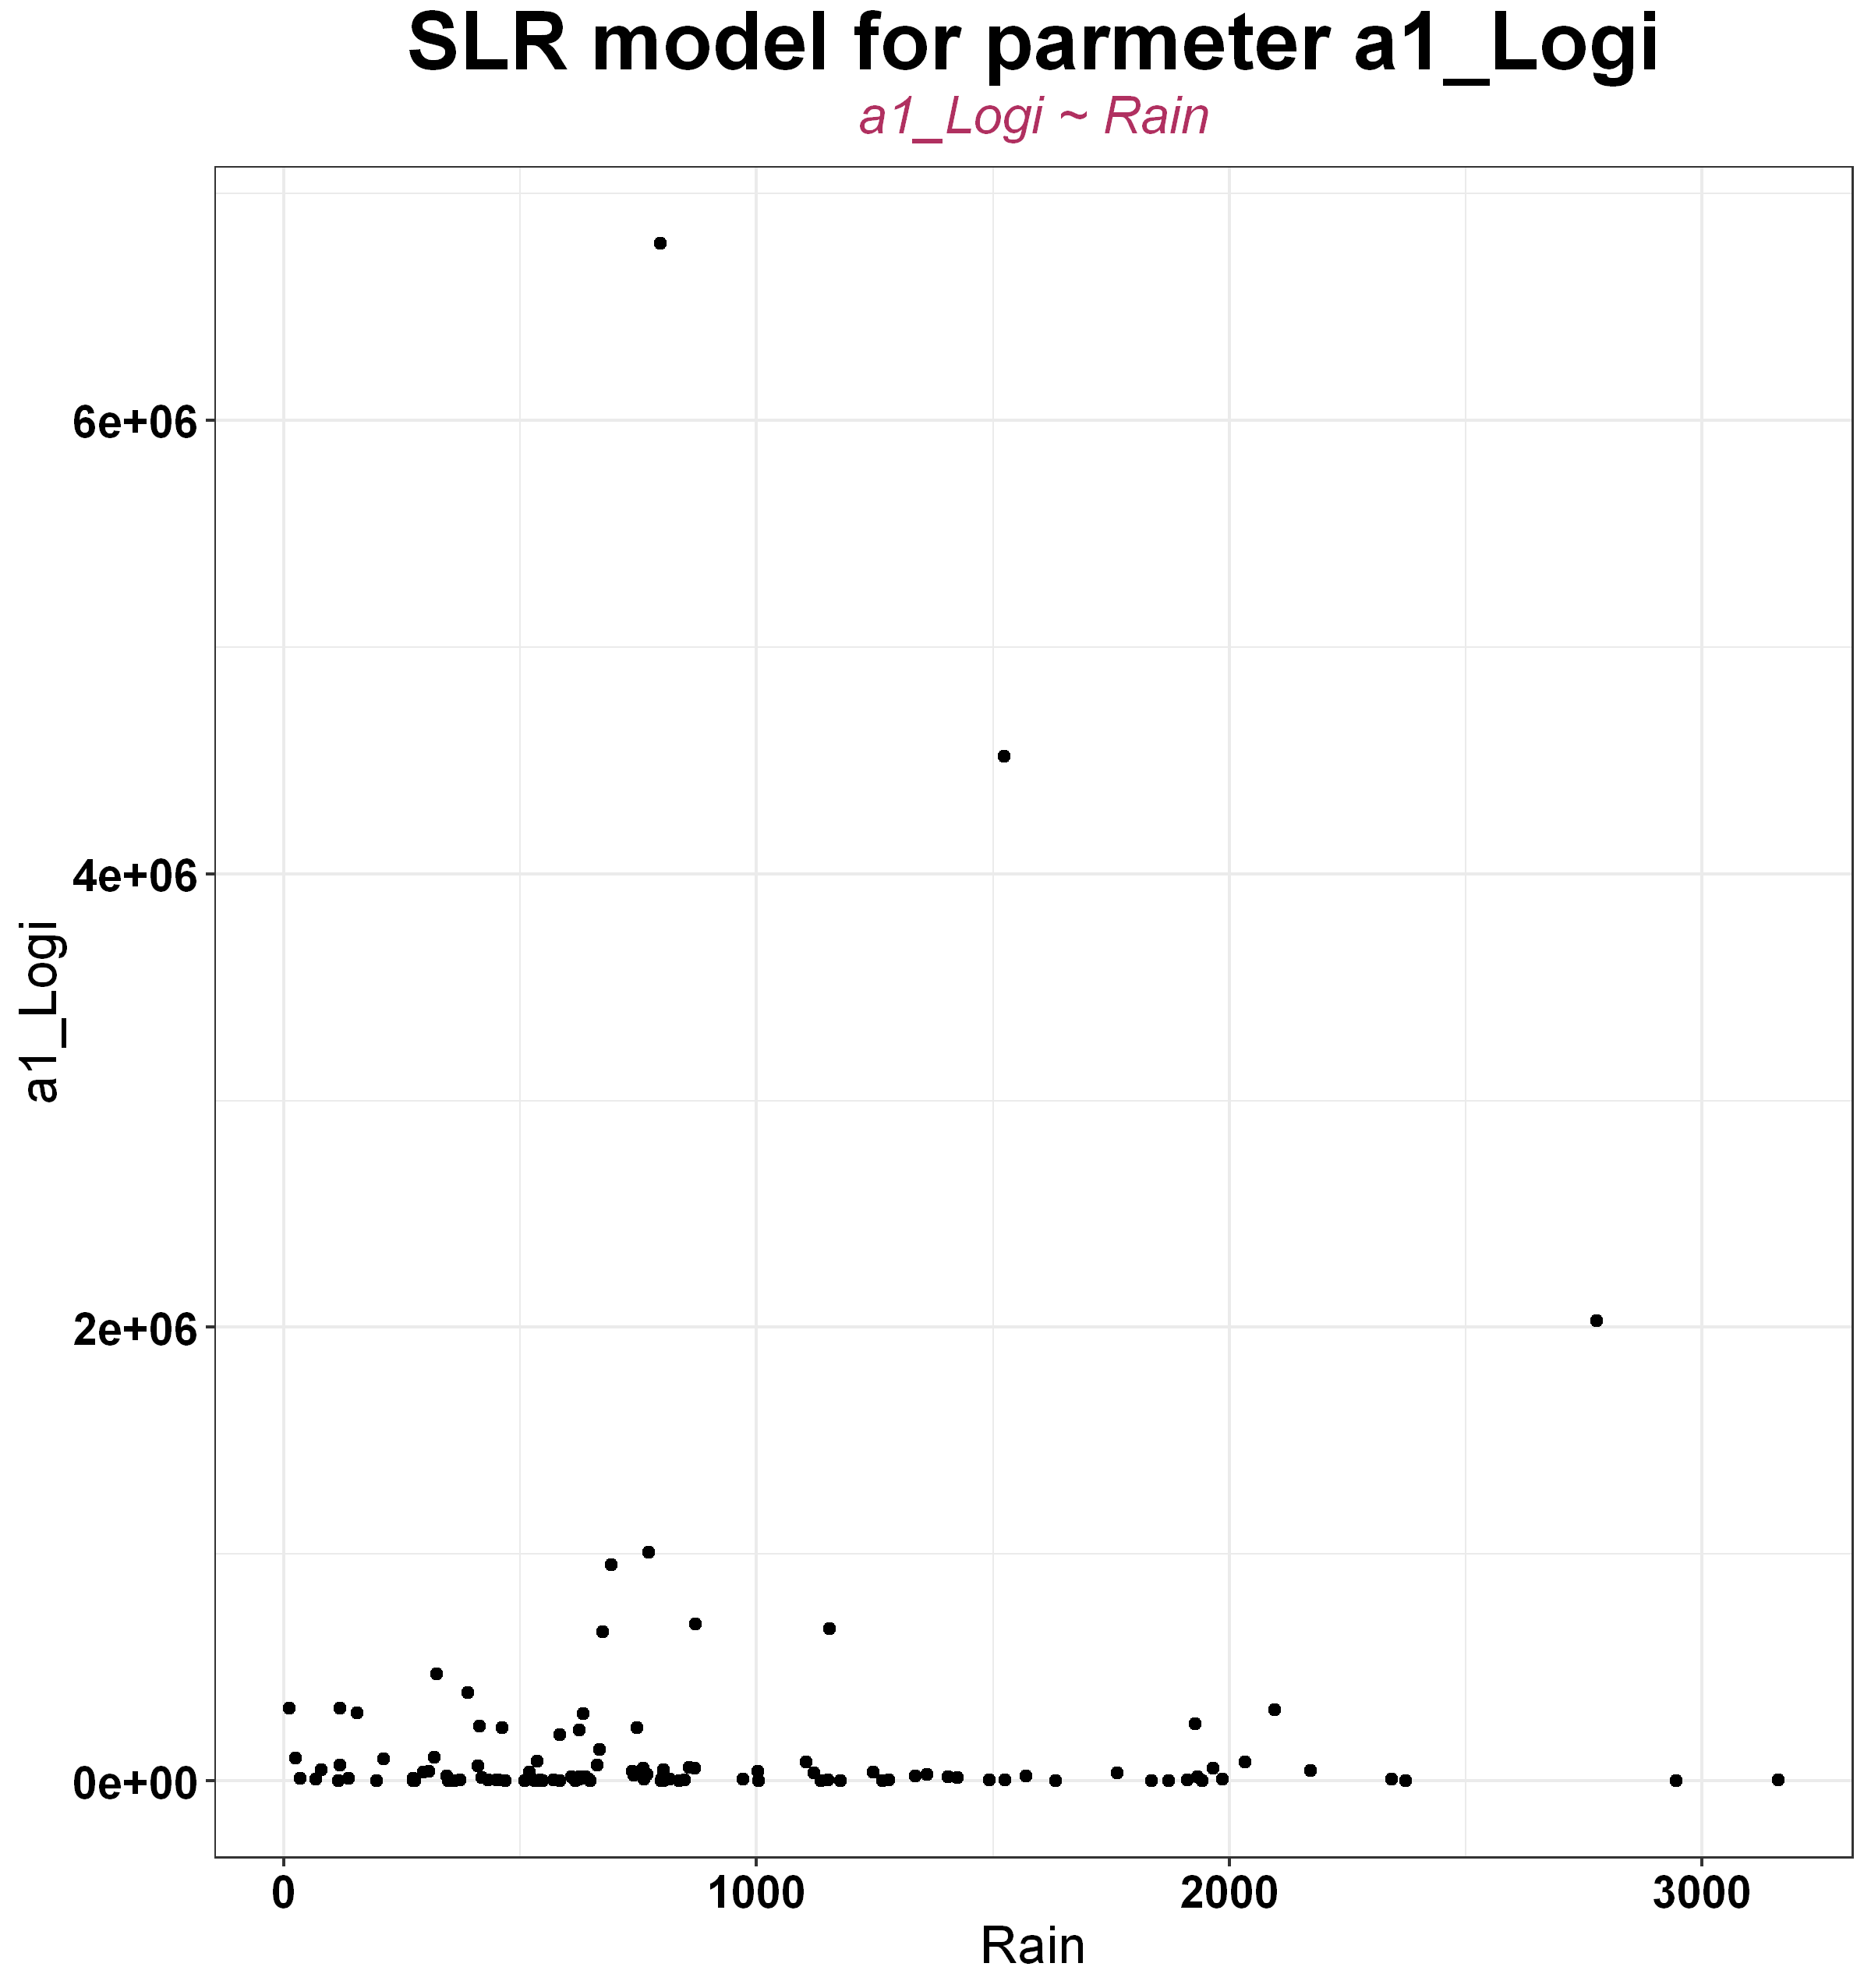 SLR model for parmeter a1_Logi
a1_Logi ~ Rain
6e+06
4e+06
2e+06
0e+00
a1_Logi
0 1000 2000 3000
Rain